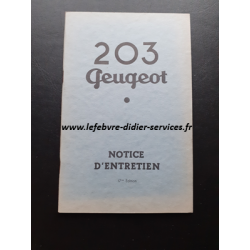 203
Peugeot
www.lefebvre-didier-services.fr
NOTICE
D'ENTRETIEN